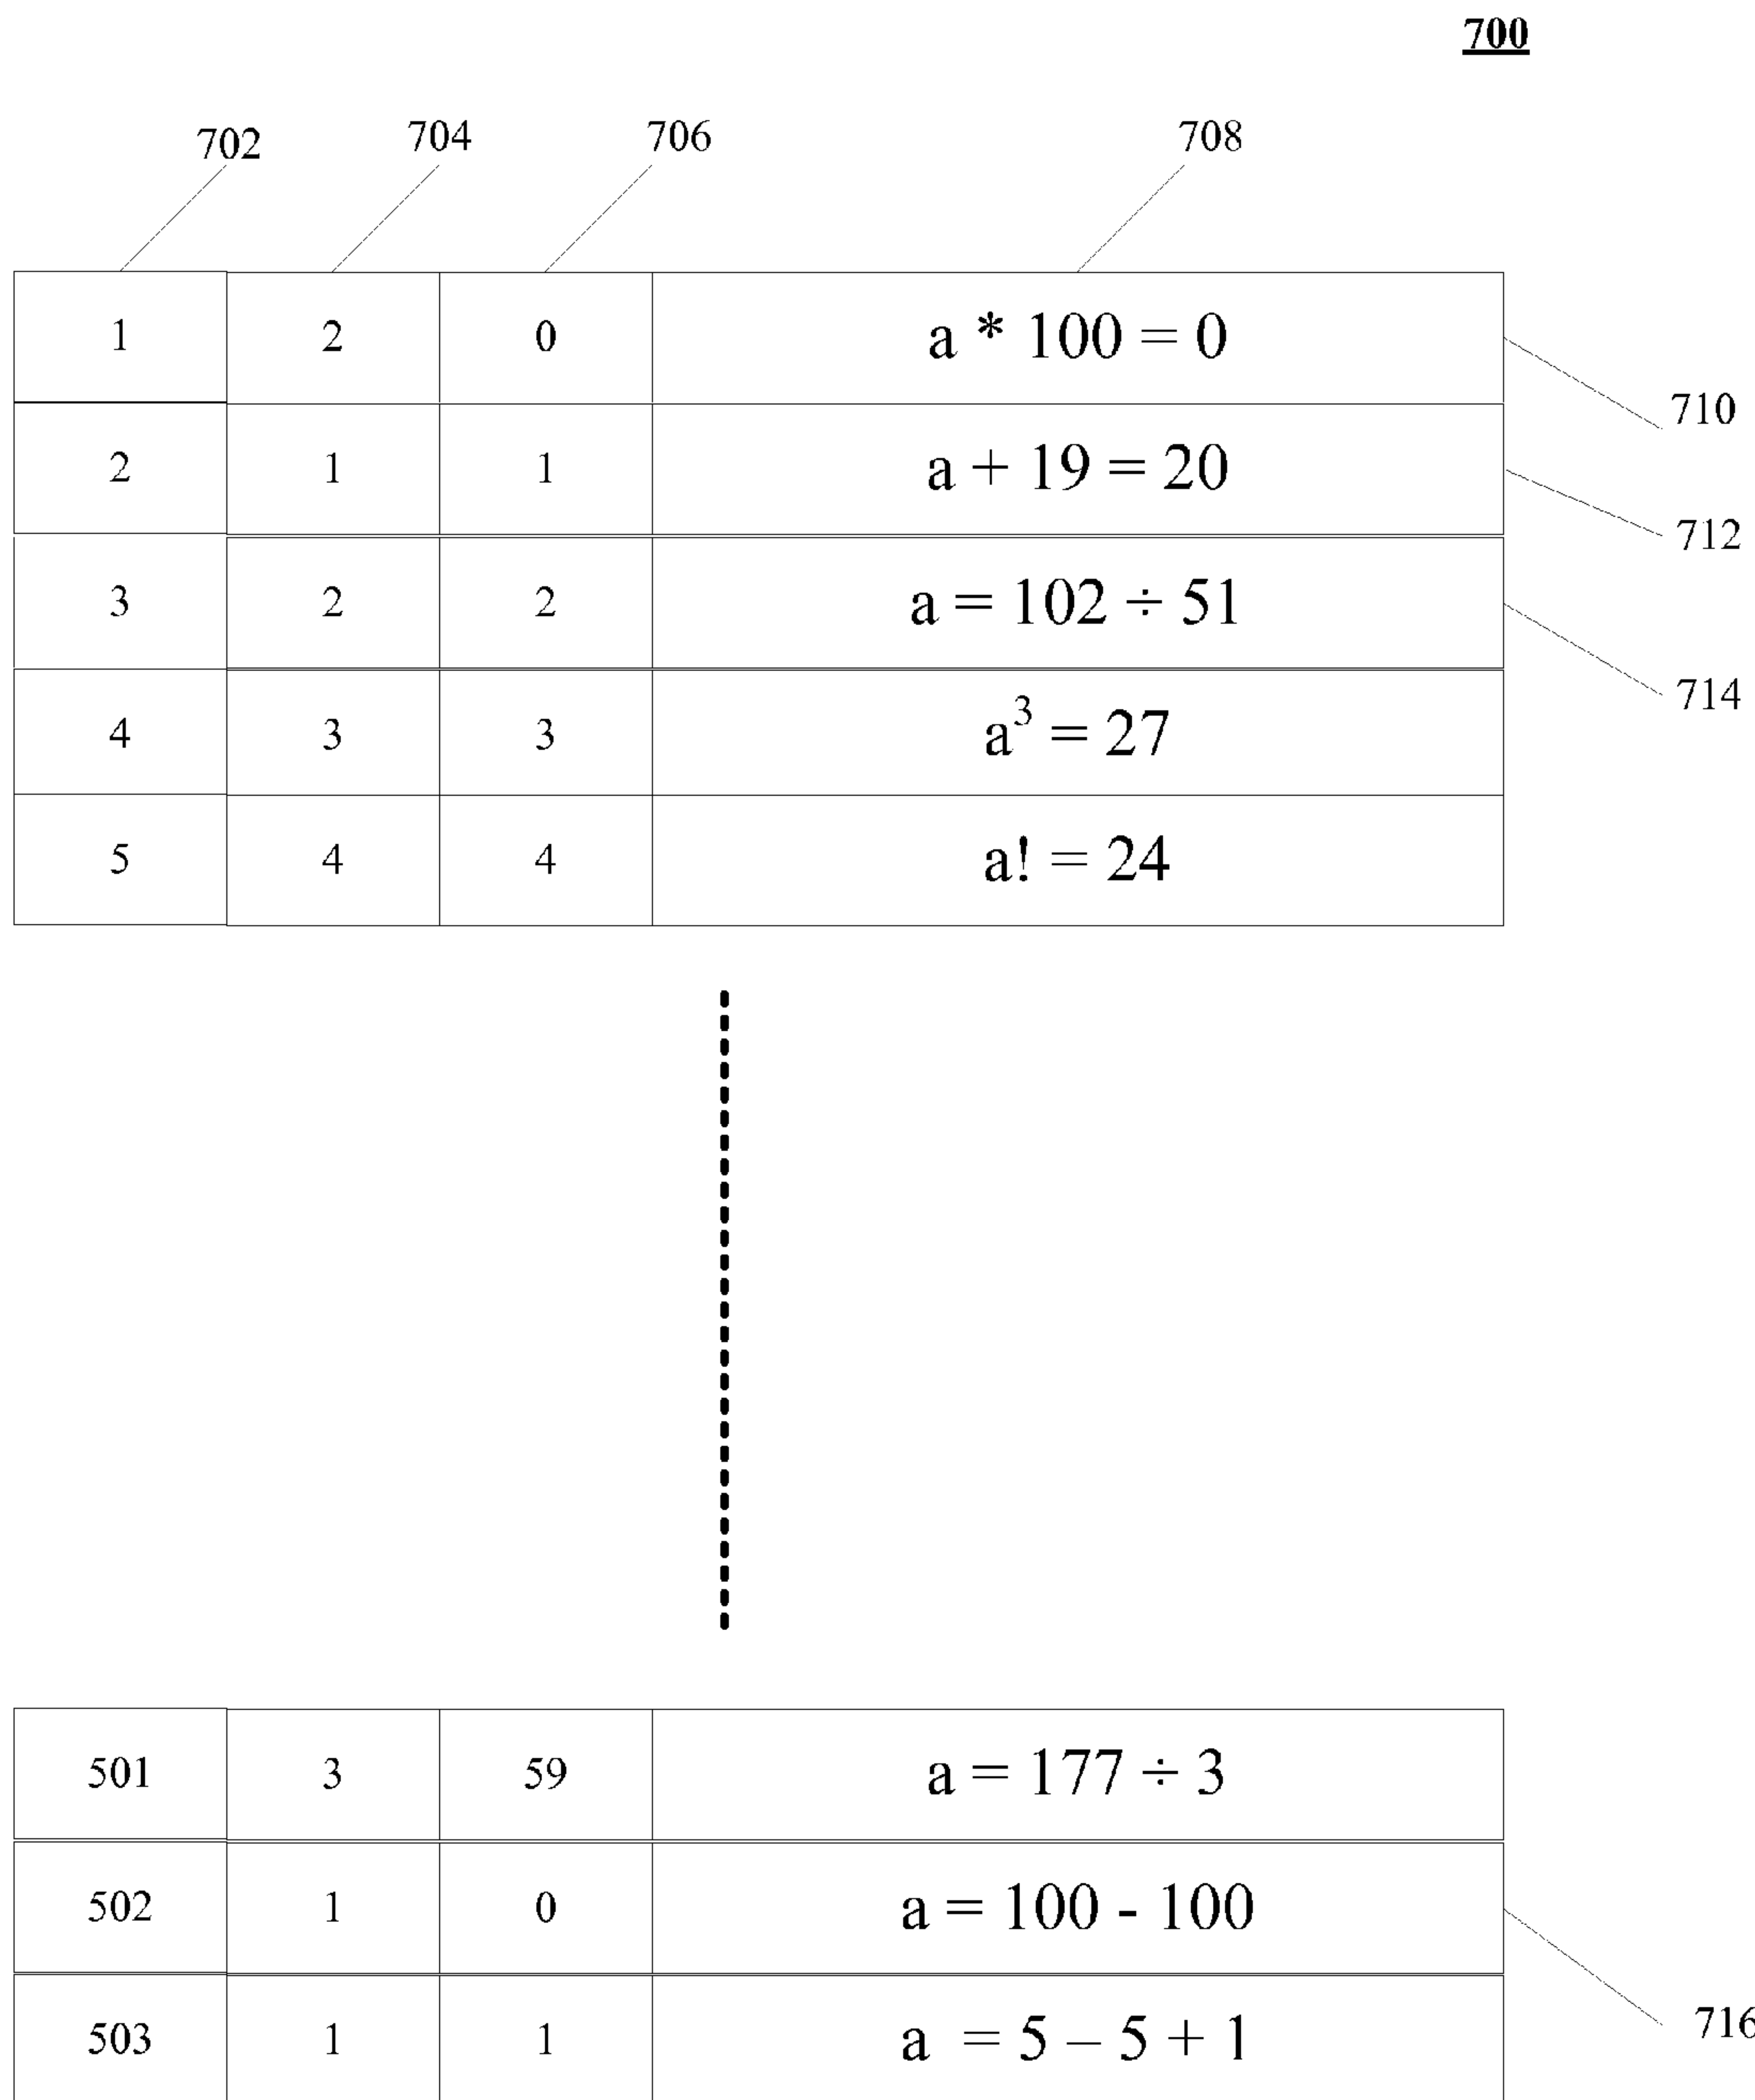 700
702 704 706 708
1 2 0 a * 100 = 0
710
2 1 1 a + 19 = 20
712
3 2 2 a = 102 ÷ 51
714
4 3 3 a³ = 27
5 4 4 a! = 24
501 3 59 a = 177 ÷ 3
502 1 0 a = 100 - 100
716
503 1 1 a = 5 – 5 + 1